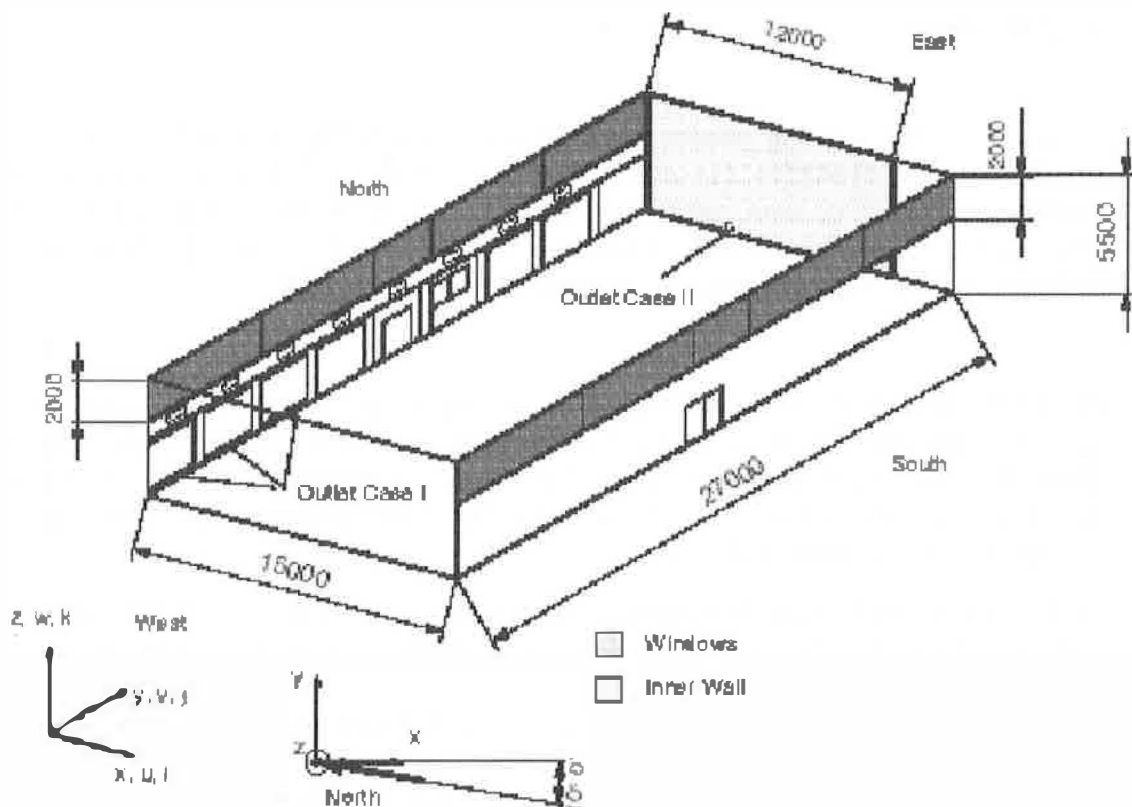 12000
East
2000
North
5500
Outlet Case II
2000
South
27000
Outlet Case I
15000
West
z, w, k
Windows
y, v, j
Inner Wall
Y
X
x, u, i
z
North